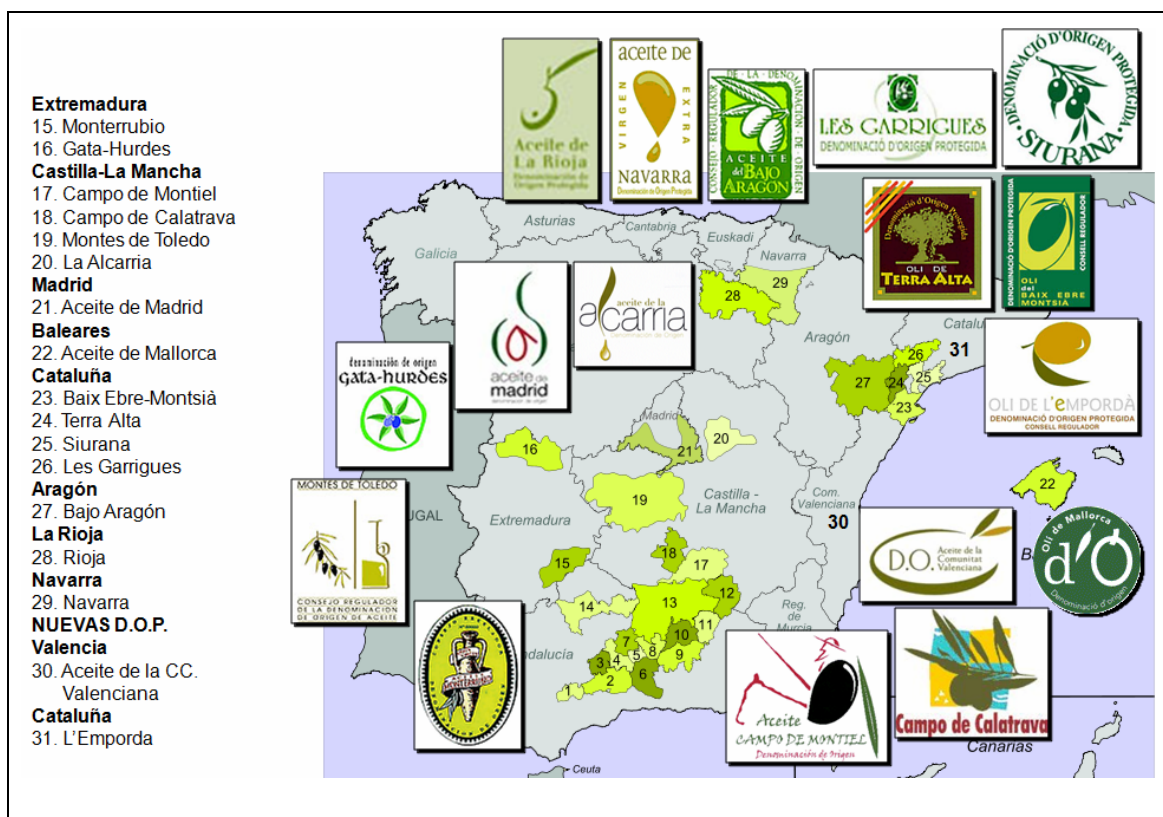 Extremadura
15. Monterrubio
16. Gata-Hurdes
Castilla-La Mancha
17. Campo de Montiel
18. Campo de Calatrava
19. Montes de Toledo
20. La Alcarria
Madrid
21. Aceite de Madrid
Baleares
22. Aceite de Mallorca
Cataluña
23. Baix Ebre-Montsià
24. Terra Alta
25. Siurana
26. Les Garrigues
Aragón
27. Bajo Aragón
La Rioja
28. Rioja
Navarra
29. Navarra
NUEVAS D.O.P.
Valencia
30. Aceite de la CC.
Valenciana
Cataluña
31. L'Emporda
Aceite de
La Rioja
Denominación de
Origen Protegida
aceite de
VIRGEN
EXTRA
NAVARRA
Denominación de Origen Protegida
CONSEJO REGULADOR
DE · LA · DENOMINACION · DE · ORIGEN
ACEITE
del BAJO
ARAGON
LES GARRIGUES
DENOMINACIÓ D'ORIGEN PROTEGIDA
· DENOMINACIÓ D'ORIGEN PROTEGIDA ·
SIURANA
Denominació d'Origen Protegida
OLI DE
TERRA ALTA
DENOMINACIÓ D'ORIGEN PROTEGIDA
CONSELL REGULADOR
OLI
del
BAIX EBRE
MONTSIÀ
Galicia
Asturias
Cantabria
Euskadi
Navarra
28
29
Aragón
Catalu
31
26
27
24
25
23
aceite de
madrid
denominación de origen
aceite de la
alcarria
Denominación de Origen
denominación de origen
GATA-HURDES
OLI DE L'EMPORDÀ
DENOMINACIÓ D'ORIGEN PROTEGIDA
CONSELL REGULADOR
Madrid
16
21
20
22
19
Castilla -
La Mancha
Com.
Valenciana
30
UGAL
Extremadura
MONTES DE TOLEDO
CONSEJO REGULADOR
DE LA DENOMINACIÓN
DE ORIGEN DE ACEITE
15
18
17
14
13
12
11
10
7
8
9
3
4
5
6
2
1
ndalucía
Reg.
de
Murcia
D.O.
Aceite de la
Comunitat
Valenciana
B
Oli de Mallorca
d'O
Denominació d'origen
MONTERRUBIO
Aceite
CAMPO DE MONTIEL
Denominación de Origen
Campo de Calatrava
Canarias
Ceuta